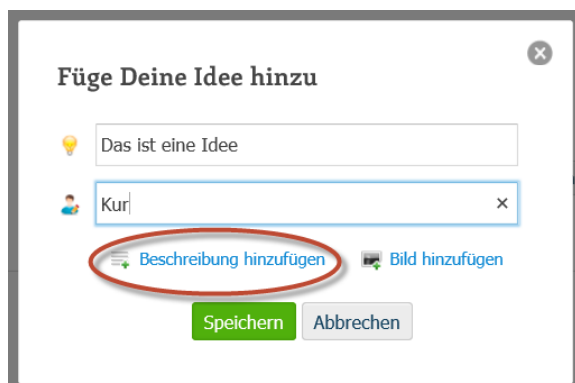 Füge Deine Idee hinzu
Das ist eine Idee
Kur
Beschreibung hinzufügen Bild hinzufügen
Speichern Abbrechen